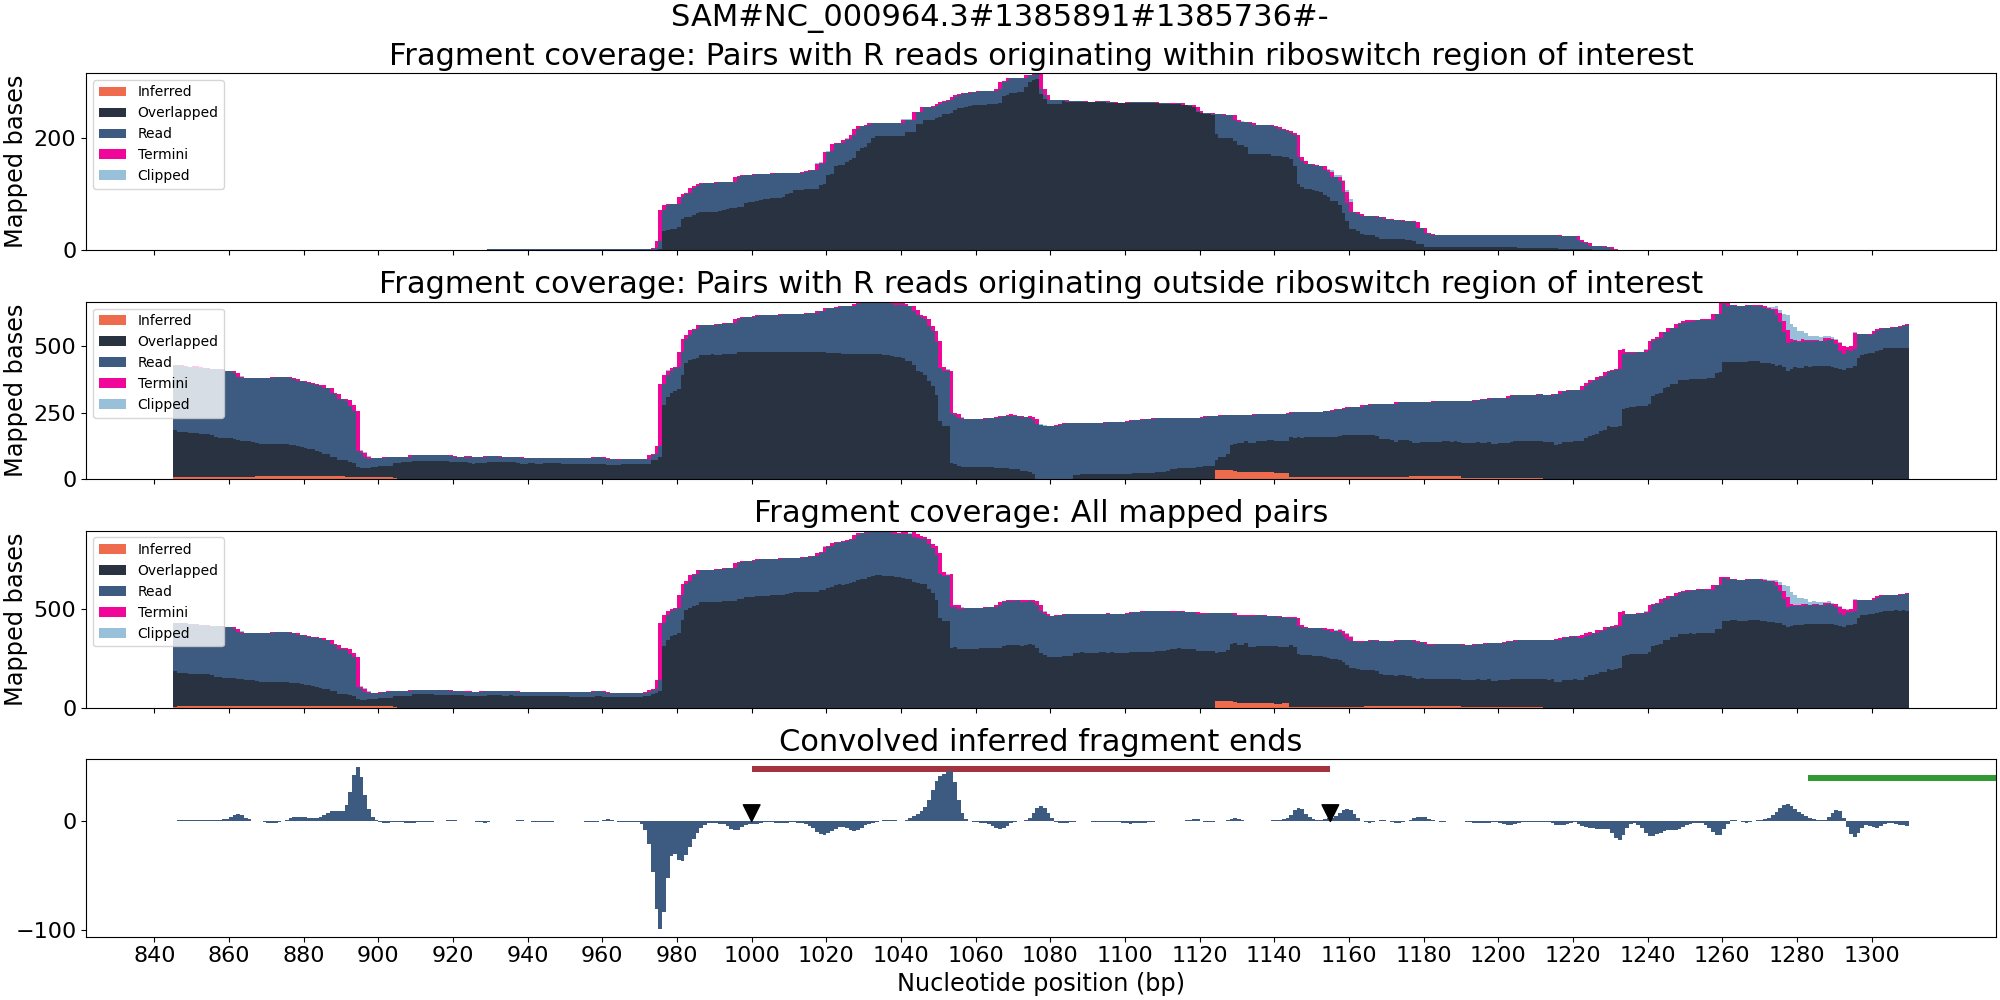 SAM#NC_000964.3#1385891#1385736#-
Fragment coverage: Pairs with R reads originating within riboswitch region of interest
Mapped bases
200
0
Inferred
Overlapped
Read
Termini
Clipped
Fragment coverage: Pairs with R reads originating outside riboswitch region of interest
Mapped bases
500
250
0
Inferred
Overlapped
Read
Termini
Clipped
Fragment coverage: All mapped pairs
Mapped bases
500
0
Inferred
Overlapped
Read
Termini
Clipped
Convolved inferred fragment ends
0
−100
840 860 880 900 920 940 960 980 1000 1020 1040 1060 1080 1100 1120 1140 1160 1180 1200 1220 1240 1260 1280 1300
Nucleotide position (bp)